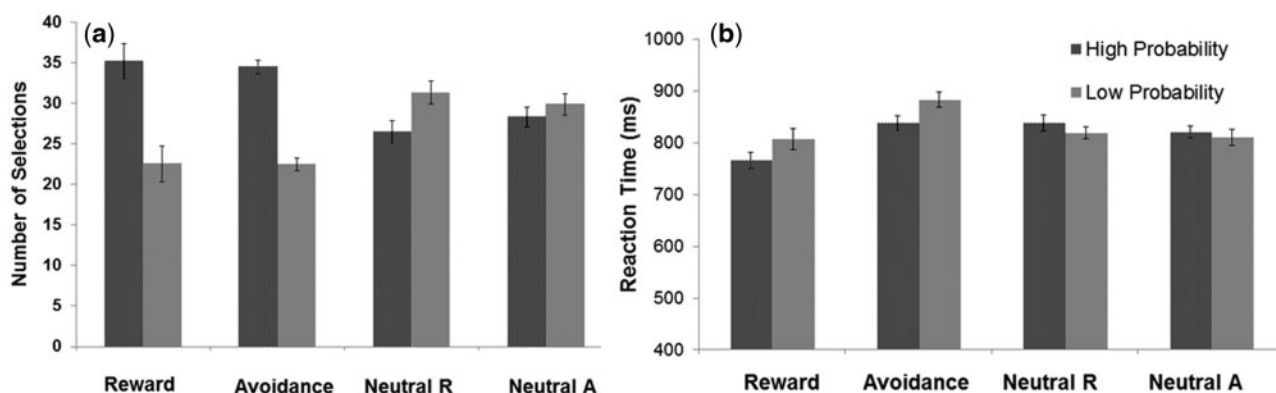 (a)
Number of Selections
40
35
30
25
20
15
10
5
0
Reward Avoidance Neutral R Neutral A
(b)
High Probability
Low Probability
Reaction Time (ms)
1000
900
800
700
600
500
400
Reward Avoidance Neutral R Neutral A